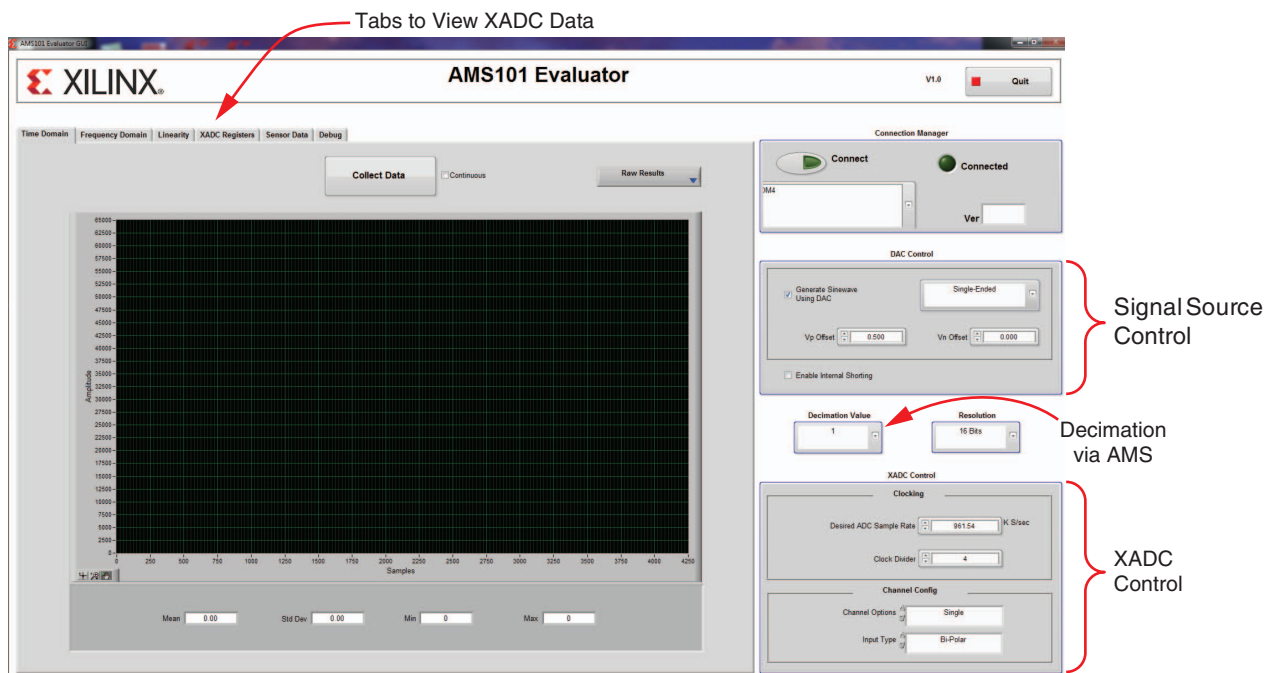 Tabs to View XADC Data
AMS101 Evaluator GUI
XILINX®
AMS101 Evaluator
V1.0
Quit
Time Domain
Frequency Domain
Linearity
XADC Registers
Sensor Data
Debug
Collect Data
Continuous
Raw Results
65000
62500
60000
57500
55000
52500
50000
47500
45000
42500
40000
37500
35000
32500
30000
27500
25000
22500
20000
17500
15000
12500
10000
7500
5000
2500
0
Amplitude
0 250 500 750 1000 1250 1500 1750 2000 2250 2500 2750 3000 3250 3500 3750 4000 4250
Samples
Mean 0.00
Std Dev 0.00
Min 0
Max 0
Connection Manager
Connect
Connected
OM4
Ver
DAC Control
Generate Sinewave
Using DAC
Single-Ended
Vp Offset 0.500
Vn Offset 0.000
Enable Internal Shorting
Signal Source
Control
Decimation Value
1
Resolution
16 Bits
Decimation
via AMS
XADC Control
Clocking
Desired ADC Sample Rate 961.54 K S/sec
Clock Divider 4
Channel Config
Channel Options Single
Input Type Bi-Polar
XADC
Control